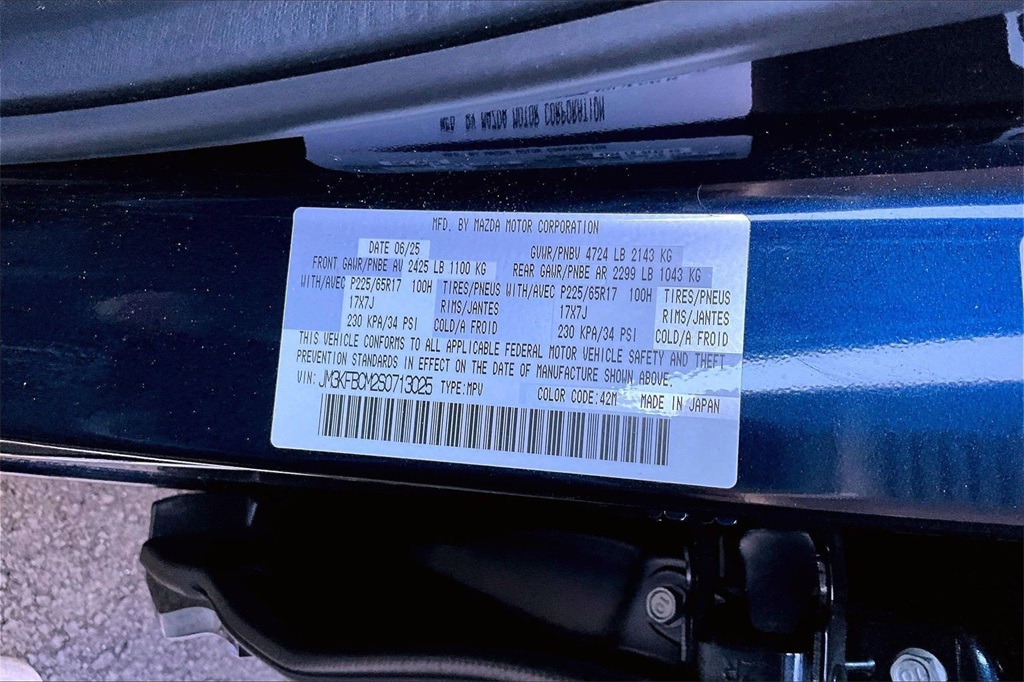 MFD. BY MAZDA MOTOR CORPORATION
MFD. BY MAZDA MOTOR CORPORATION
DATE 06/25 GVWR/PNBV 4724 LB 2143 KG
FRONT GAWR/PNBE AV 2425 LB 1100 KG REAR GAWR/PNBE AR 2299 LB 1043 KG
WITH/AVEC P225/65R17 100H TIRES/PNEUS WITH/AVEC P225/65R17 100H TIRES/PNEUS
17X7J RIMS/JANTES 17X7J RIMS/JANTES
230 KPA/34 PSI COLD/A FROID 230 KPA/34 PSI COLD/A FROID
THIS VEHICLE CONFORMS TO ALL APPLICABLE FEDERAL MOTOR VEHICLE SAFETY AND THEFT
PREVENTION STANDARDS IN EFFECT ON THE DATE OF MANUFACTURE SHOWN ABOVE.
VIN: JM3KFBCM2S0713025 TYPE:MPV COLOR CODE:42M MADE IN JAPAN